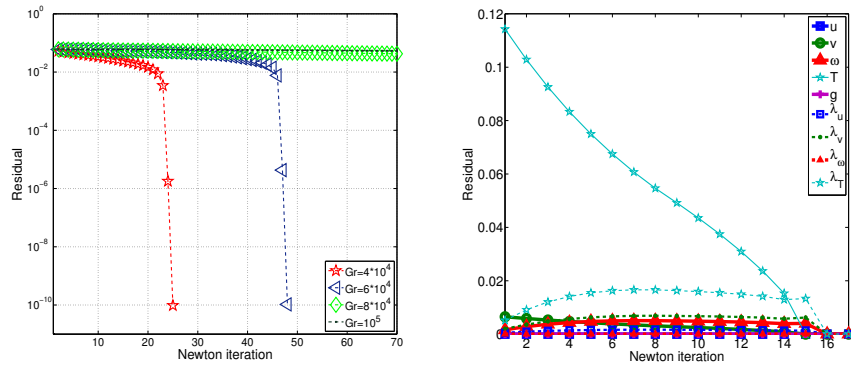 10^0
10^-2
10^-4
10^-6
10^-8
10^-10
Residual
10 20 30 40 50 60 70
Newton iteration
Gr=4*10^4
Gr=6*10^4
Gr=8*10^4
Gr=10^5
0.12
0.1
0.08
0.06
0.04
0.02
0
Residual
2 4 6 8 10 12 14 16
Newton iteration
u
v
ω
T
g
λ_u
λ_v
λ_ω
λ_T